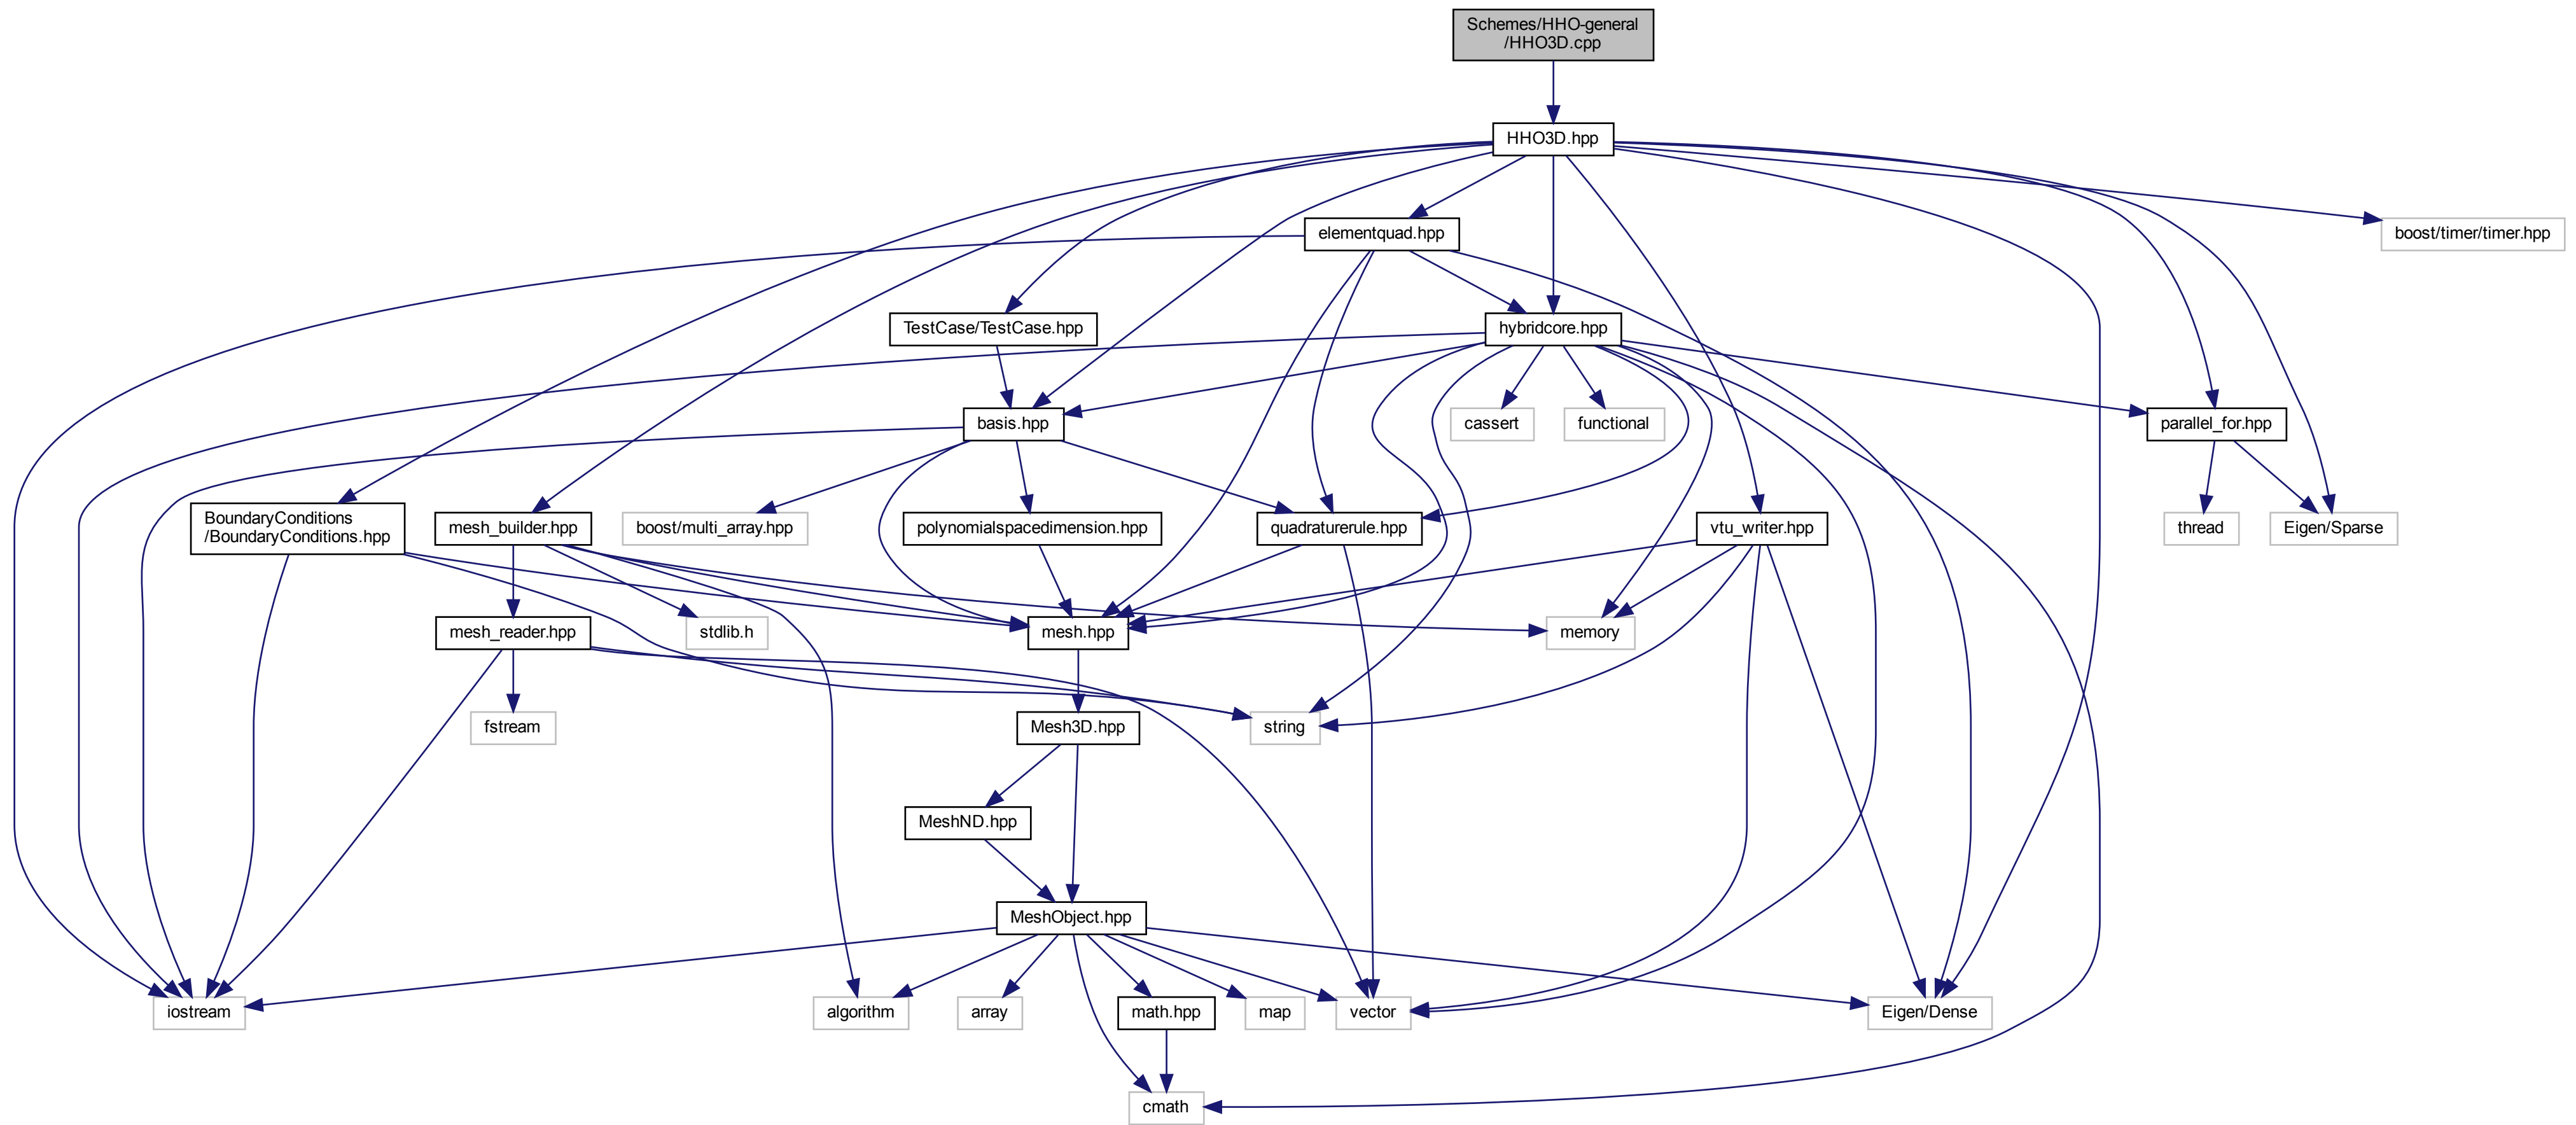 Schemes/HHO-general
/HHO3D.cpp
HHO3D.hpp
elementquad.hpp
boost/timer/timer.hpp
TestCase/TestCase.hpp
hybridcore.hpp
basis.hpp
cassert
functional
parallel_for.hpp
BoundaryConditions
/BoundaryConditions.hpp
mesh_builder.hpp
boost/multi_array.hpp
polynomialspacedimension.hpp
quadraturerule.hpp
vtu_writer.hpp
thread
Eigen/Sparse
mesh_reader.hpp
stdlib.h
mesh.hpp
memory
fstream
Mesh3D.hpp
string
MeshND.hpp
MeshObject.hpp
iostream
algorithm
array
math.hpp
map
vector
Eigen/Dense
cmath